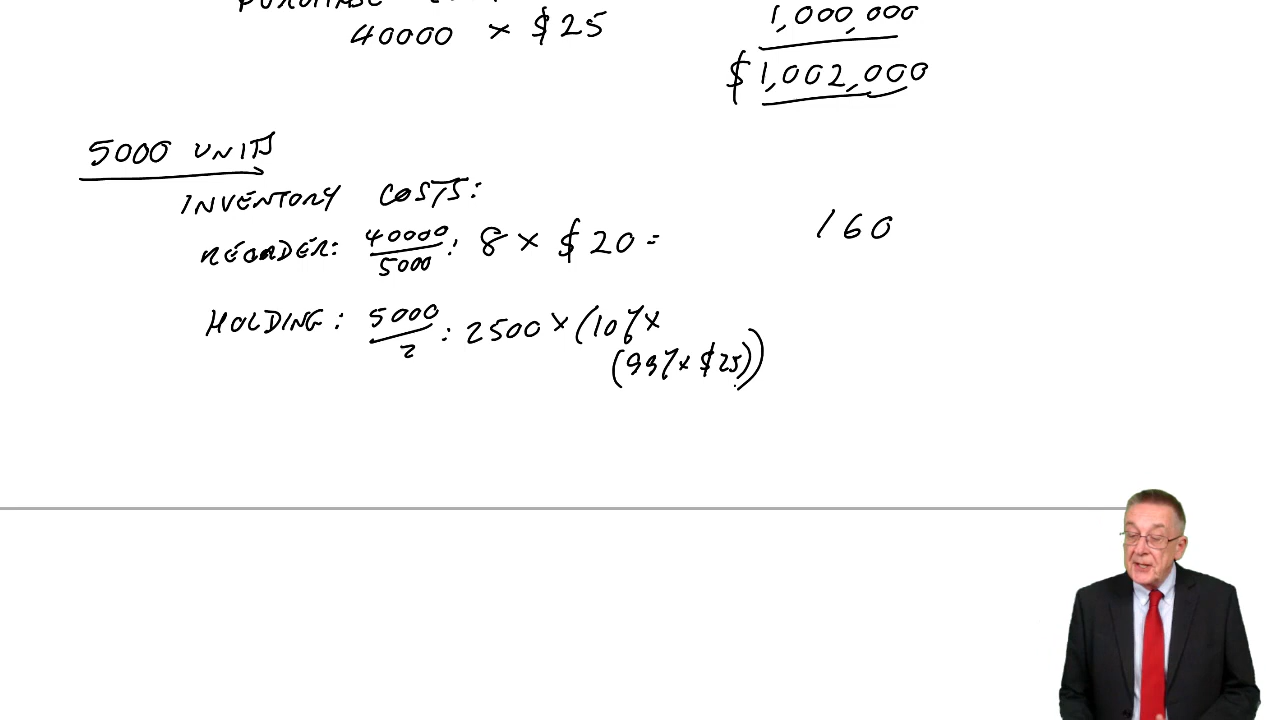 40000 × $25
1,000,000
$1,002,000
5000 UNITS
INVENTORY COSTS:
REORDER: 40000/5000 : 8 × $20 = 160
HOLDING: 5000/2 : 2500 × (10% ×
(99% × $25))